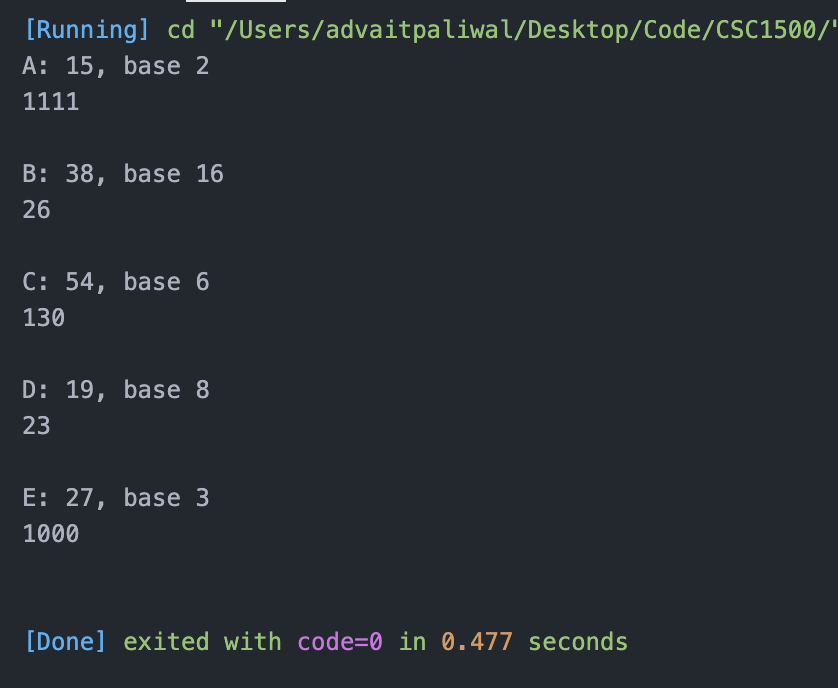 [Running] cd "/Users/advaitpaliwal/Desktop/Code/CSC1500/"
A: 15, base 2
1111
B: 38, base 16
26
C: 54, base 6
130
D: 19, base 8
23
E: 27, base 3
1000
[Done] exited with code=0 in 0.477 seconds